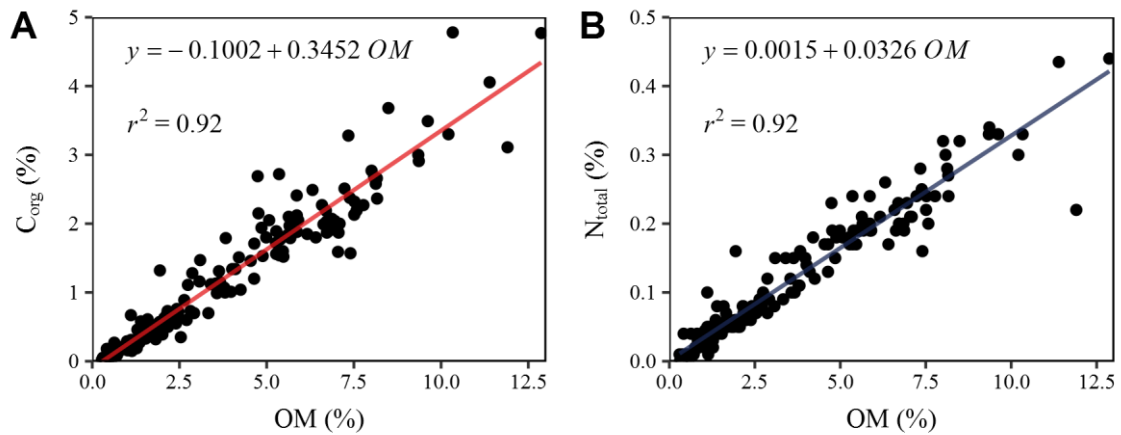 A
y = − 0.1002 + 0.3452 OM
r² = 0.92
5
4
3
2
1
0
C_org (%)
0.0 2.5 5.0 7.5 10.0 12.5
OM (%)
B
y = 0.0015 + 0.0326 OM
r² = 0.92
0.5
0.4
0.3
0.2
0.1
0.0
N_total (%)
0.0 2.5 5.0 7.5 10.0 12.5
OM (%)